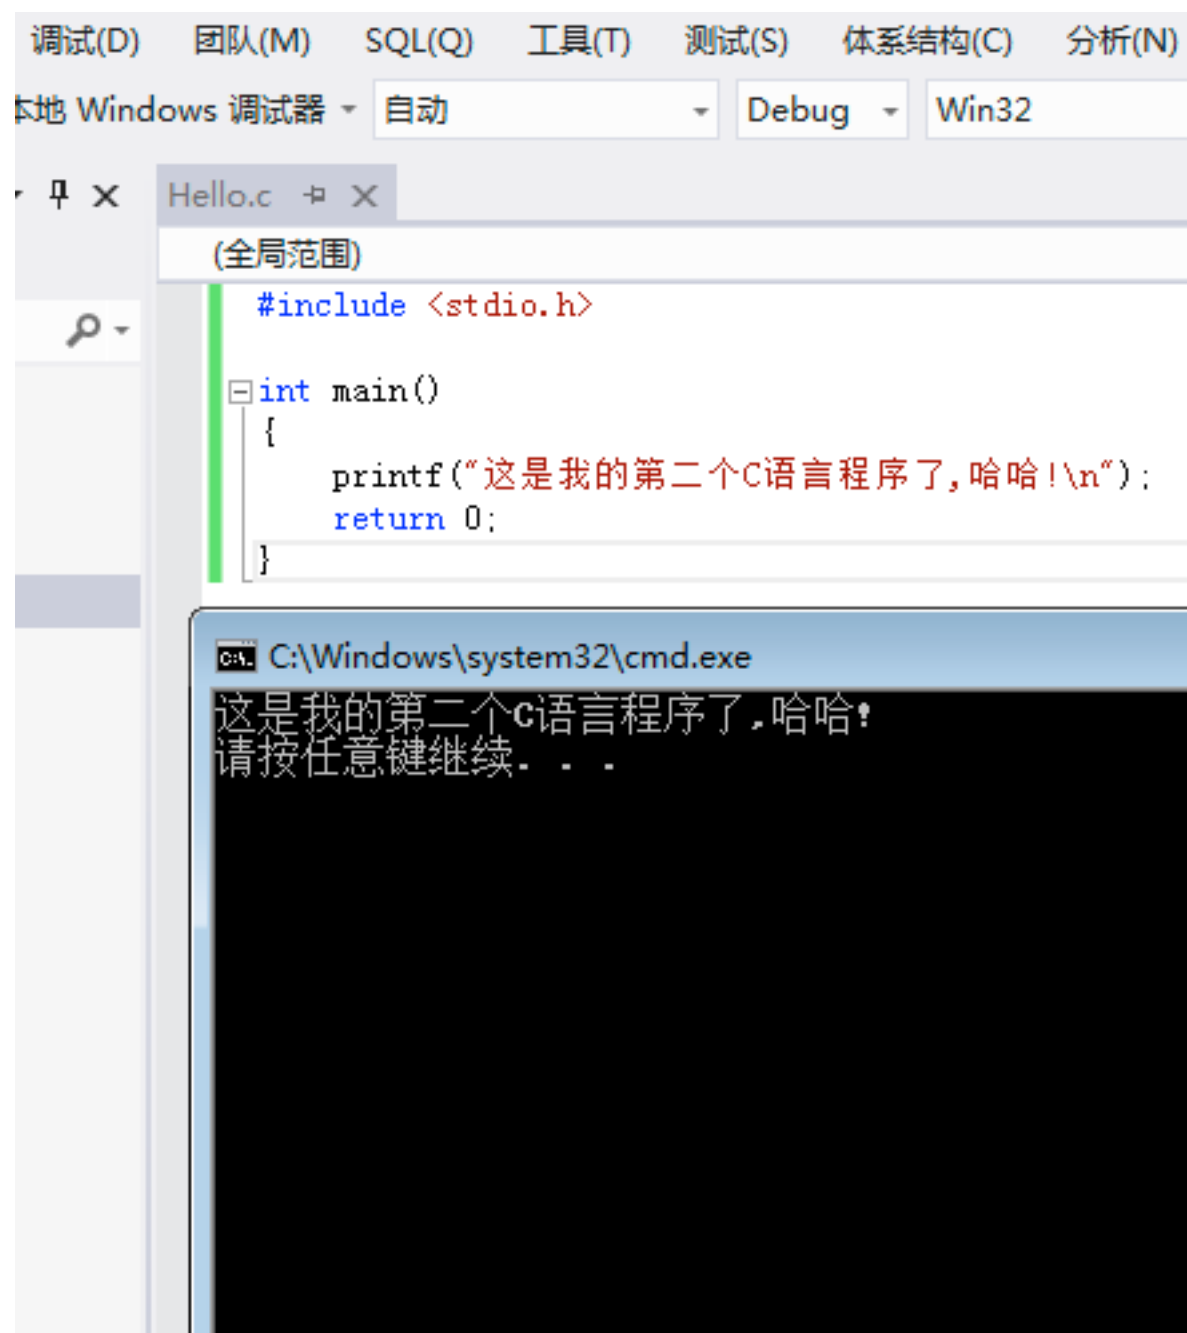 调试(D) 团队(M) SQL(Q) 工具(T) 测试(S) 体系结构(C) 分析(N)
本地 Windows 调试器 自动 Debug Win32
Hello.c
(全局范围)
#include <stdio.h>
int main()
{
printf("这是我的第二个C语言程序了,哈哈!\n");
return 0;
}
C:\Windows\system32\cmd.exe
这是我的第二个C语言程序了,哈哈!
请按任意键继续. . .